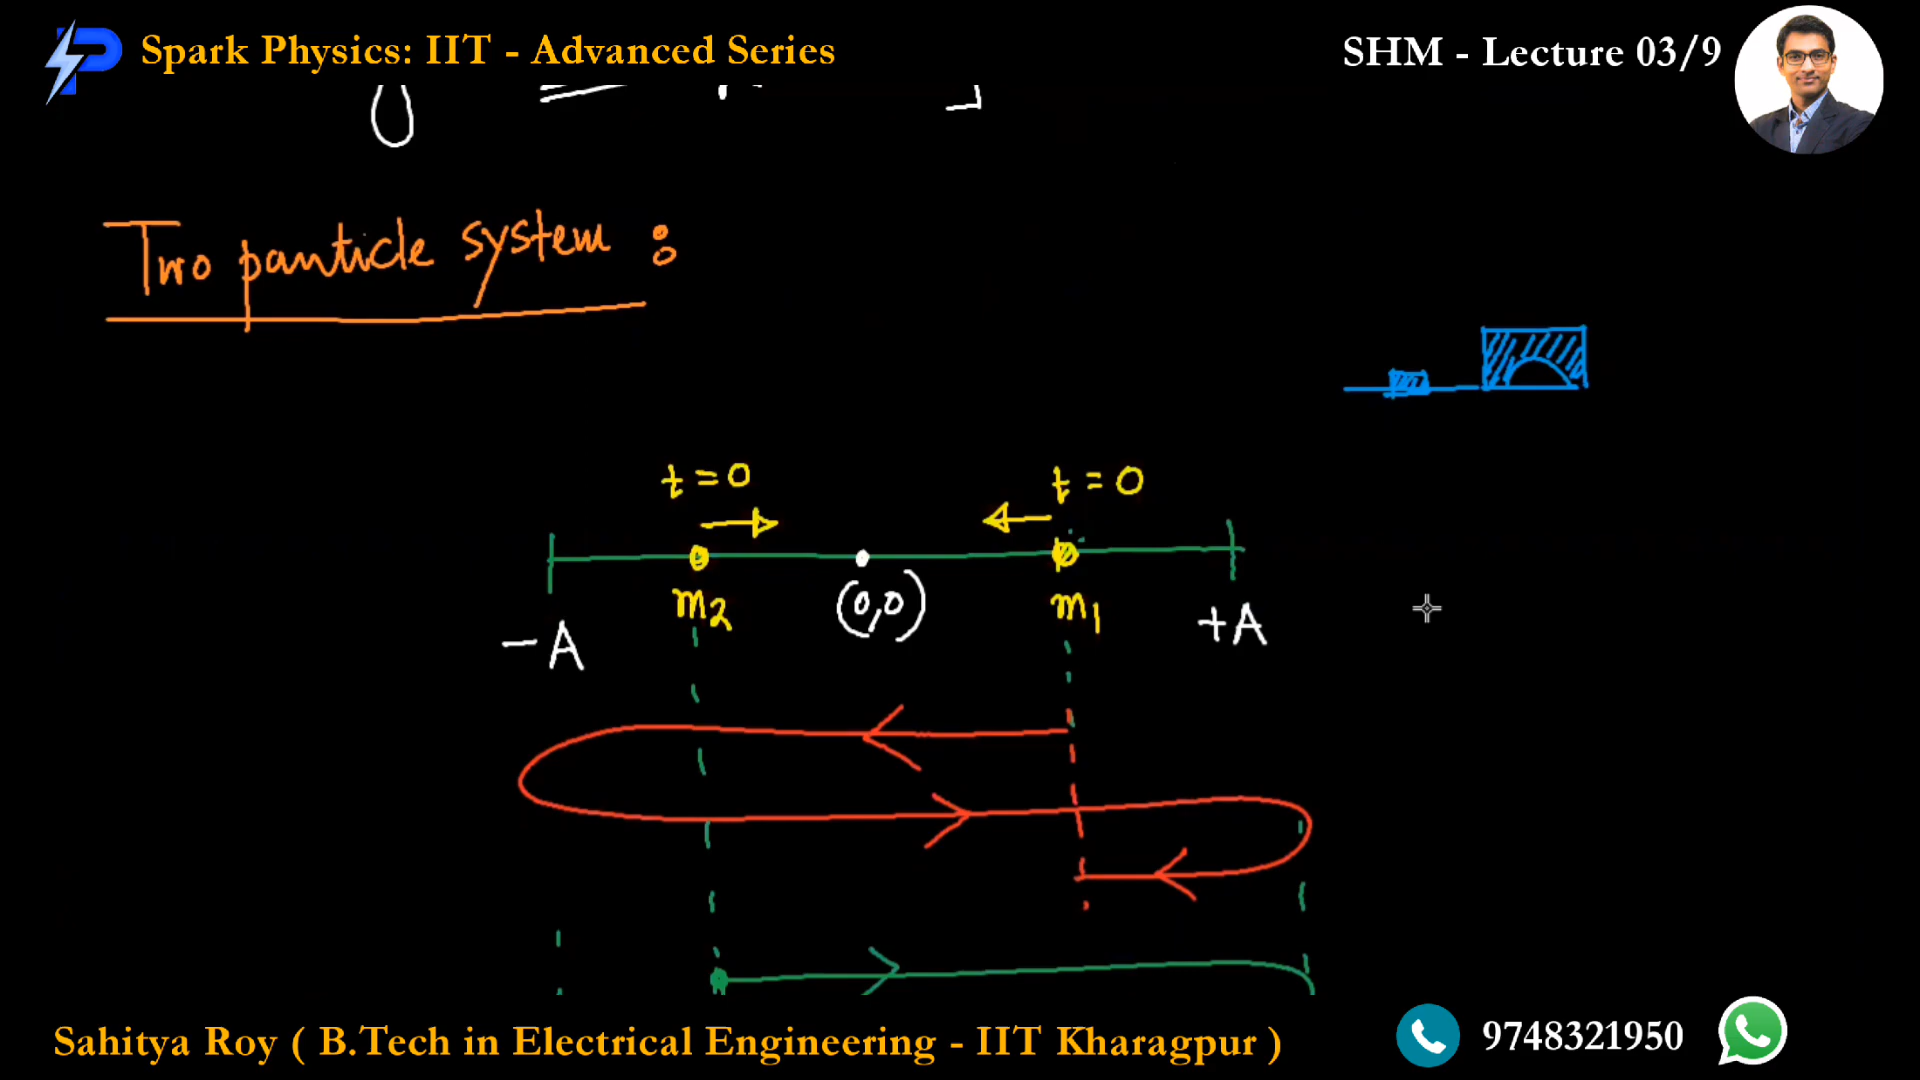 Spark Physics: IIT - Advanced Series
SHM - Lecture 03/9
Two particle system :
t = 0
t = 0
m2
(0,0)
m1
-A
+A
Sahitya Roy ( B.Tech in Electrical Engineering - IIT Kharagpur )
9748321950